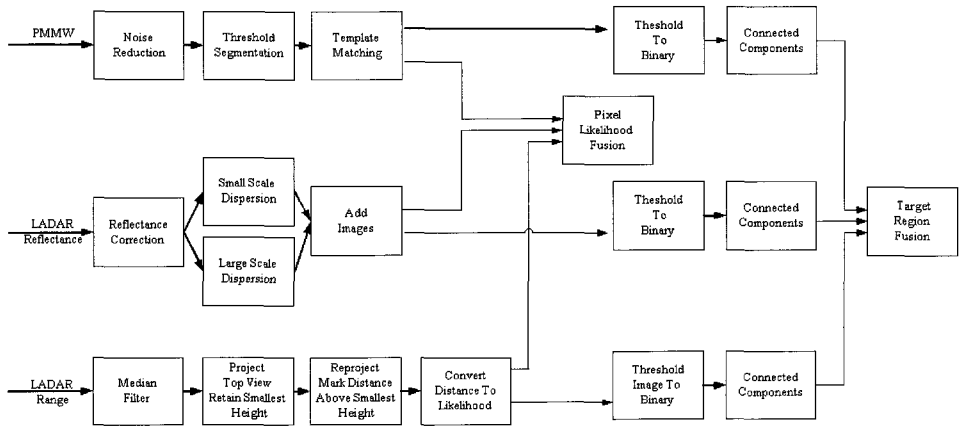 PMMW
Noise
Reduction
Threshold
Segmentation
Template
Matching
Theshold
To
Binary
Connected
Components
Pixel
Likelihood
Fusion
LADAR
Reflectance
Reflectance
Correction
Small Scale
Dispersion
Large Scale
Dispersion
Add
Images
Theshold
To
Binary
Connected
Components
Target
Region
Fusion
LADAR
Range
Median
Filter
Project
Top View
Retain Smallest
Height
Reproject
Mark Distance
Above Smallest
Height
Convert
Distance To
Likelihood
Threshold
Image To
Binary
Connected
Components